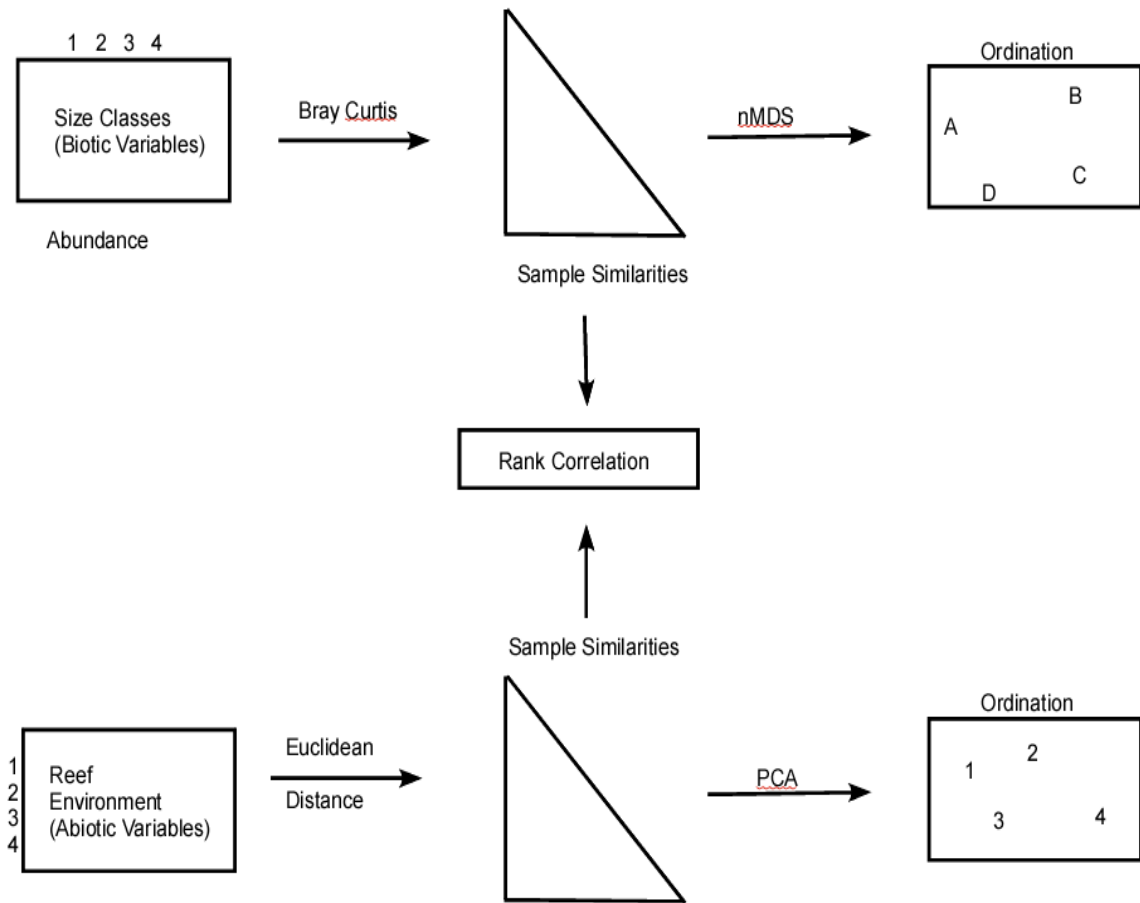 1 2 3 4
Size Classes
(Biotic Variables)
Abundance
Bray Curtis
Sample Similarities
nMDS
Ordination
A
B
C
D
Rank Correlation
Sample Similarities
1
2
3
4
Reef
Environment
(Abiotic Variables)
Euclidean
Distance
PCA
Ordination
1
2
3
4